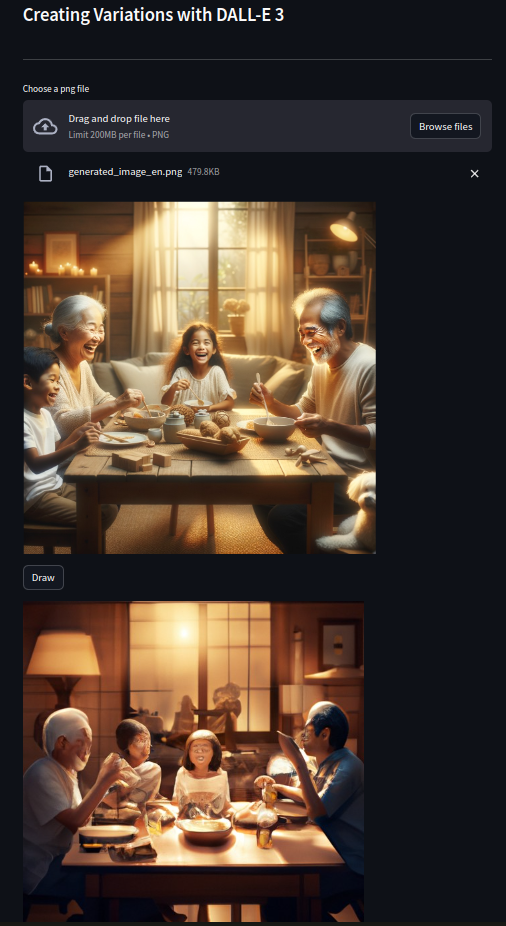 Creating Variations with DALL-E 3
Choose a png file
Drag and drop file here
Limit 200MB per file • PNG
Browse files
generated_image_en.png 479.8KB
Draw